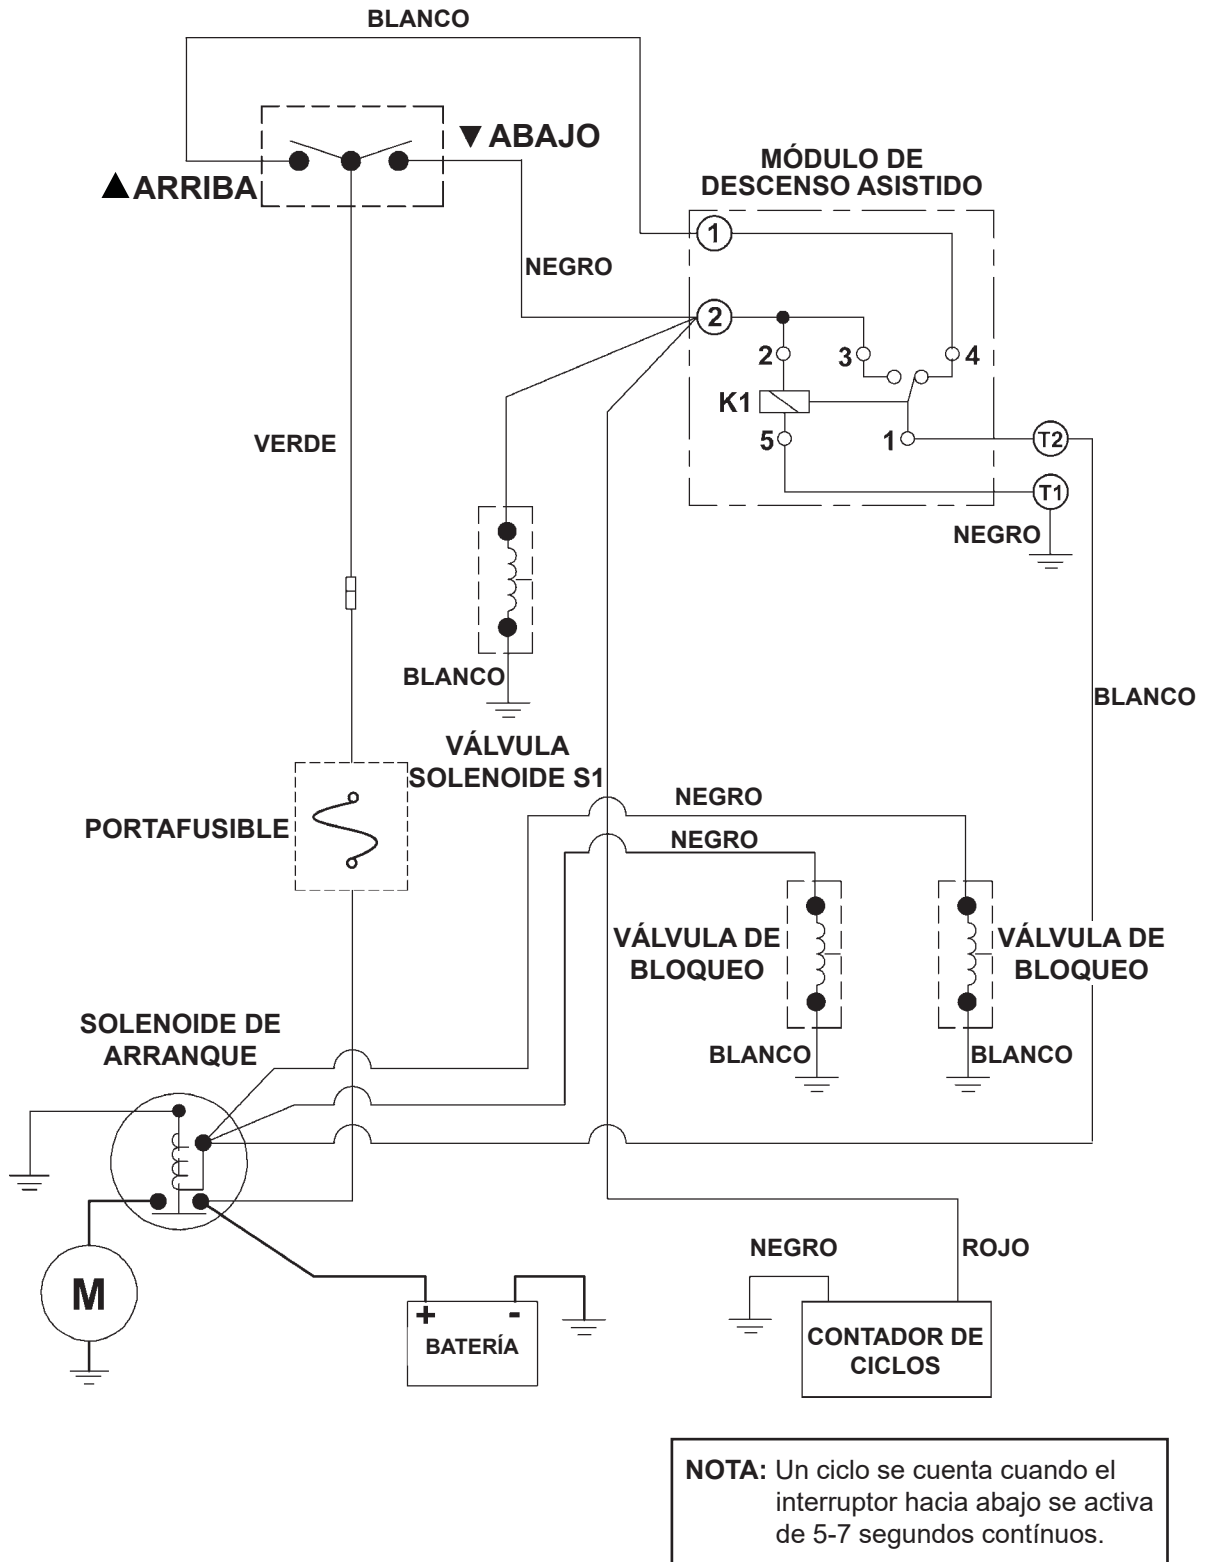 BLANCO
▼ ABAJO
▲ ARRIBA
MÓDULO DE
DESCENSO ASISTIDO
1
NEGRO
2
2
3
4
K1
5
1
T2
T1
NEGRO
VERDE
BLANCO
BLANCO
VÁLVULA
SOLENOIDE S1
NEGRO
PORTAFUSIBLE
NEGRO
VÁLVULA DE
BLOQUEO
VÁLVULA DE
BLOQUEO
SOLENOIDE DE
ARRANQUE
BLANCO
BLANCO
NEGRO
ROJO
M
+
-
BATERÍA
CONTADOR DE
CICLOS
NOTA: Un ciclo se cuenta cuando el
interruptor hacia abajo se activa
de 5-7 segundos contínuos.